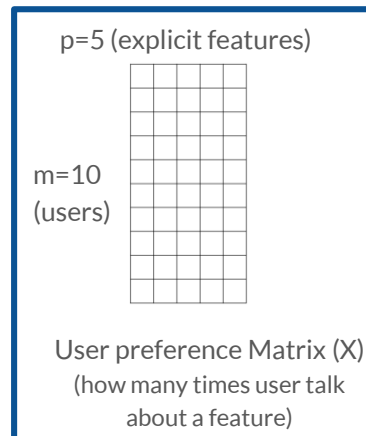 p=5 (explicit features)
m=10
(users)
User preference Matrix (X)
(how many times user talk
about a feature)